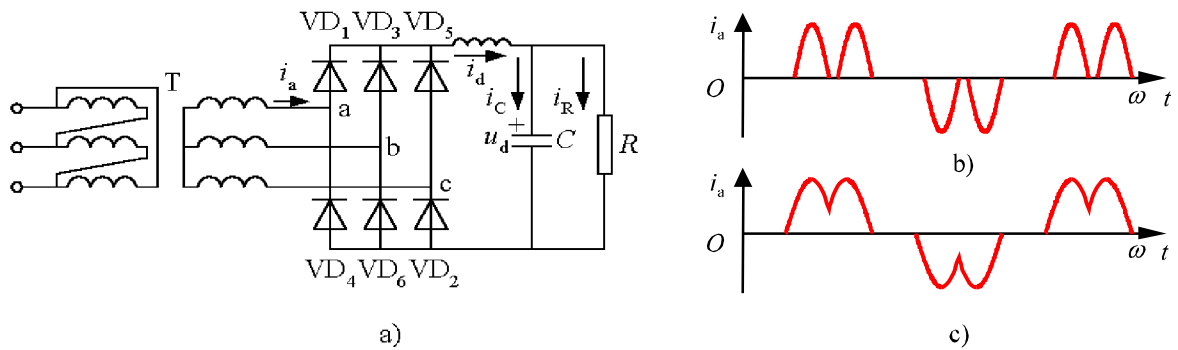 VD1 VD3 VD5
T
ia
id
a
iC
iR
+
ud
C
R
b
c
VD4 VD6 VD2
a)
ia
O
ω t
b)
ia
O
ω t
c)